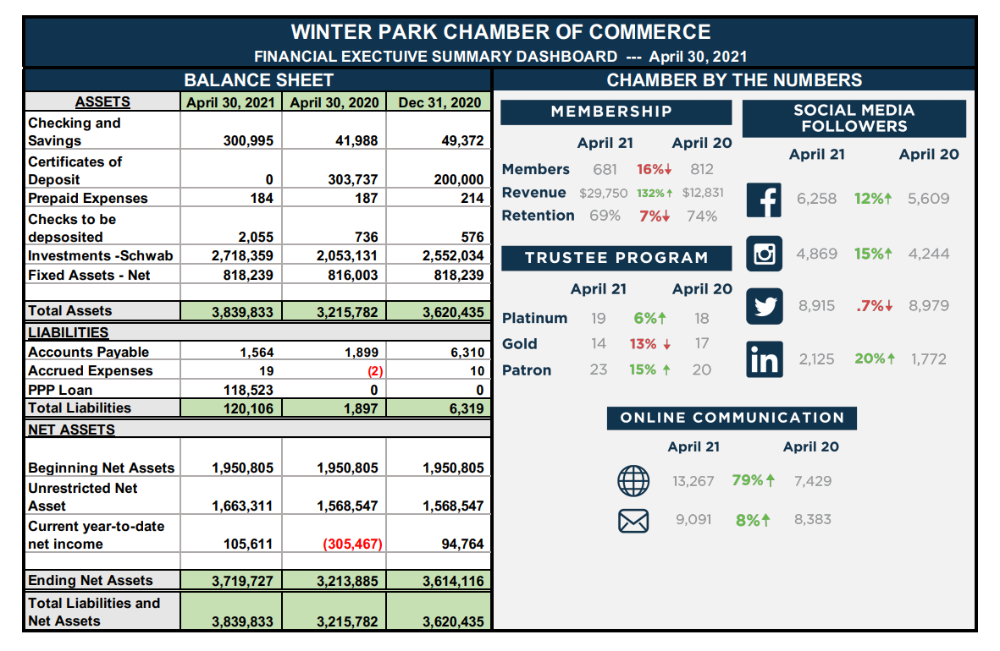 WINTER PARK CHAMBER OF COMMERCE
FINANCIAL EXECTUIVE SUMMARY DASHBOARD --- April 30, 2021
BALANCE SHEET
ASSETS April 30, 2021 April 30, 2020 Dec 31, 2020
Checking and
Savings 300,995 41,988 49,372
Certificates of
Deposit 0 303,737 200,000
Prepaid Expenses 184 187 214
Checks to be
depsosited 2,055 736 576
Investments -Schwab 2,718,359 2,053,131 2,552,034
Fixed Assets - Net 818,239 816,003 818,239
Total Assets 3,839,833 3,215,782 3,620,435
LIABILITIES
Accounts Payable 1,564 1,899 6,310
Accrued Expenses 19 (2) 10
PPP Loan 118,523 0 0
Total Liabilities 120,106 1,897 6,319
NET ASSETS
Beginning Net Assets 1,950,805 1,950,805 1,950,805
Unrestricted Net
Asset 1,663,311 1,568,547 1,568,547
Current year-to-date
net income 105,611 (305,467) 94,764
Ending Net Assets 3,719,727 3,213,885 3,614,116
Total Liabilities and
Net Assets 3,839,833 3,215,782 3,620,435
CHAMBER BY THE NUMBERS
MEMBERSHIP
April 21 April 20
Members 681 16%↓ 812
Revenue $29,750 132%↑ $12,831
Retention 69% 7%↓ 74%
TRUSTEE PROGRAM
April 21 April 20
Platinum 19 6%↑ 18
Gold 14 13% ↓ 17
Patron 23 15% ↑ 20
SOCIAL MEDIA
FOLLOWERS
April 21 April 20
f 6,258 12%↑ 5,609
4,869 15%↑ 4,244
8,915 .7%↓ 8,979
in 2,125 20%↑ 1,772
ONLINE COMMUNICATION
April 21 April 20
13,267 79%↑ 7,429
9,091 8%↑ 8,383